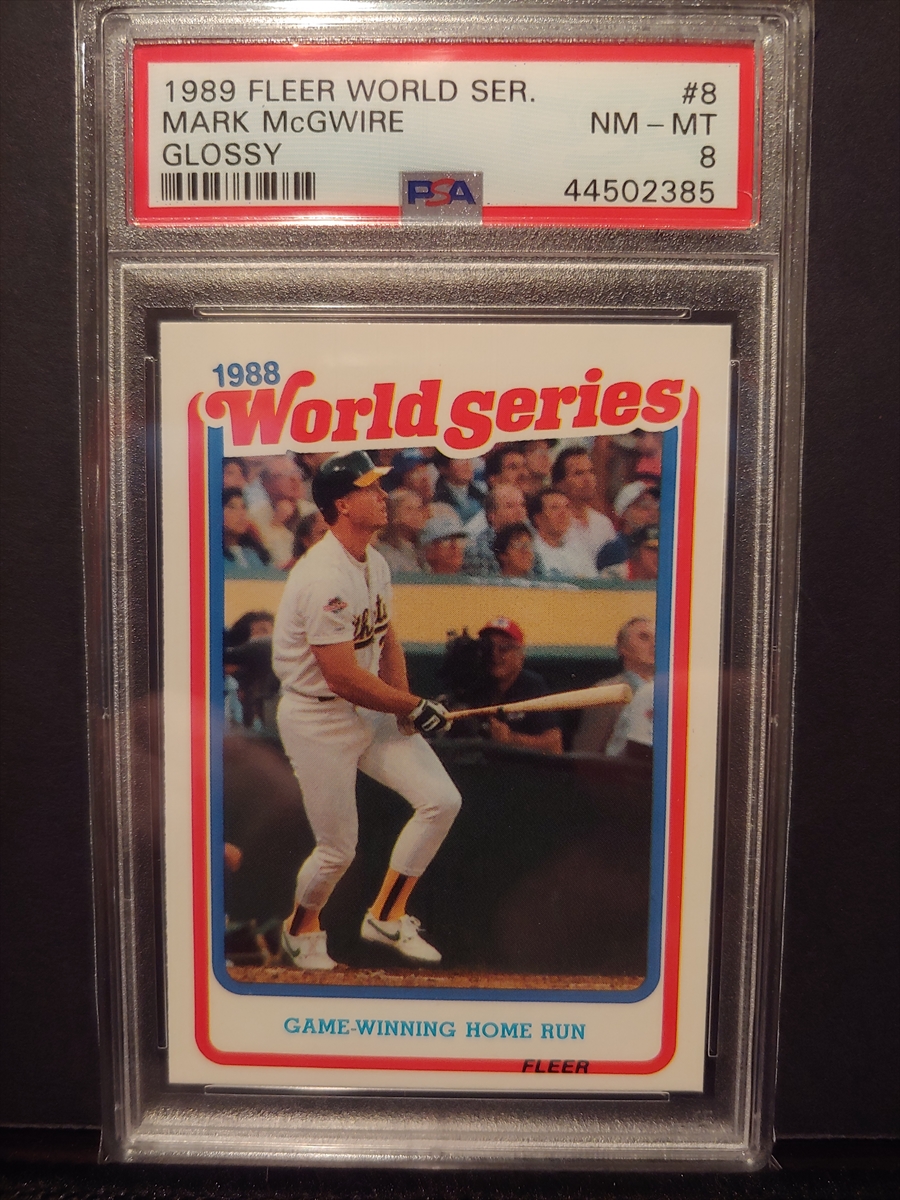 1989 FLEER WORLD SER. #8
MARK McGWIRE NM - MT
GLOSSY 8
PSA 44502385
1988
World series
GAME-WINNING HOME RUN
FLEER